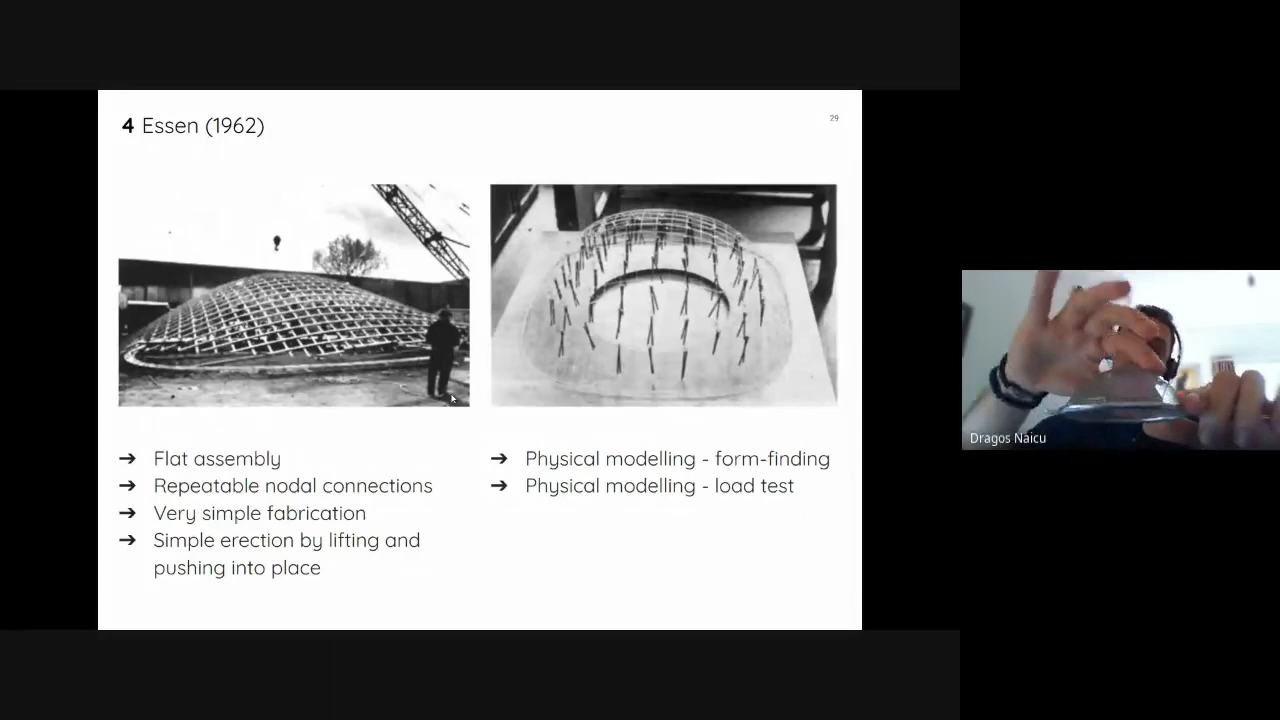 4 Essen (1962)
29
➔ Flat assembly
➔ Repeatable nodal connections
➔ Very simple fabrication
➔ Simple erection by lifting and
pushing into place
➔ Physical modelling - form-finding
➔ Physical modelling - load test
Dragos Naicu